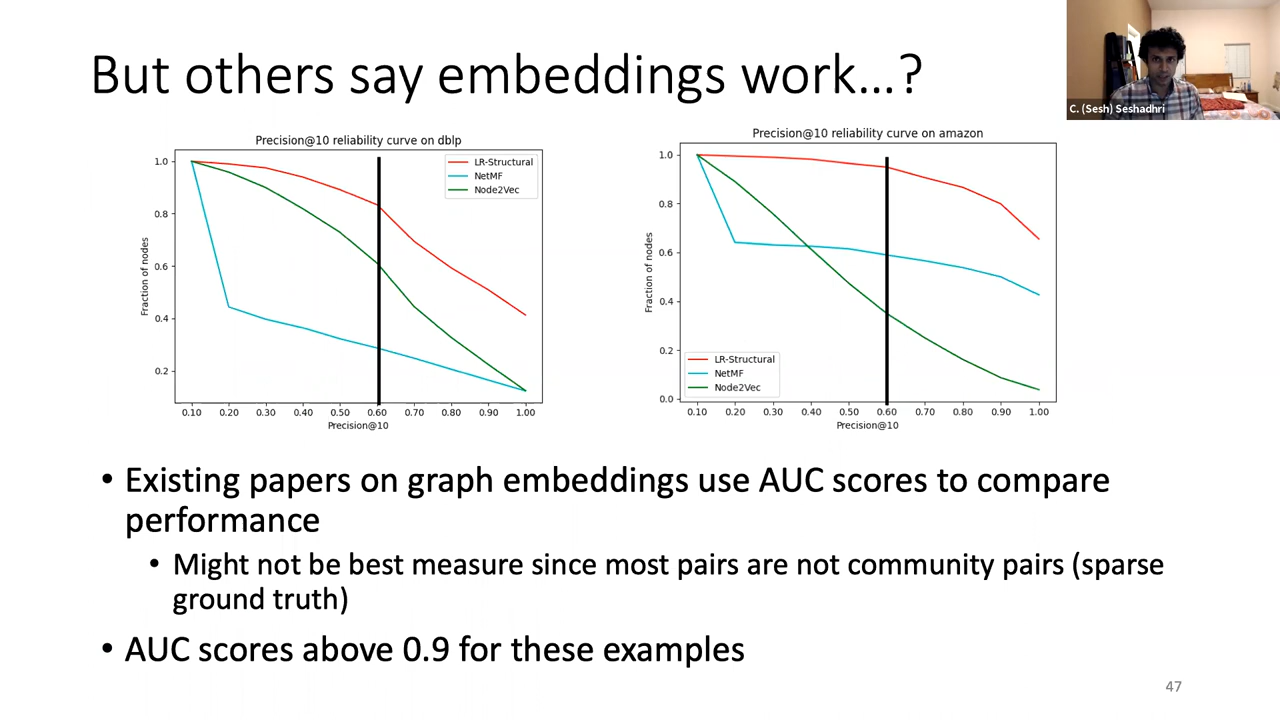 But others say embeddings work...?
C. (Sesh) Seshadhri
Precision@10 reliability curve on dblp
LR-Structural
NetMF
Node2Vec
1.0
0.8
0.6
0.4
0.2
Fraction of nodes
0.10 0.20 0.30 0.40 0.50 0.60 0.70 0.80 0.90 1.00
Precision@10
Precision@10 reliability curve on amazon
1.0
0.8
0.6
0.4
0.2
0.0
Fraction of nodes
LR-Structural
NetMF
Node2Vec
0.10 0.20 0.30 0.40 0.50 0.60 0.70 0.80 0.90 1.00
Precision@10
• Existing papers on graph embeddings use AUC scores to compare
performance
• Might not be best measure since most pairs are not community pairs (sparse
ground truth)
• AUC scores above 0.9 for these examples
47